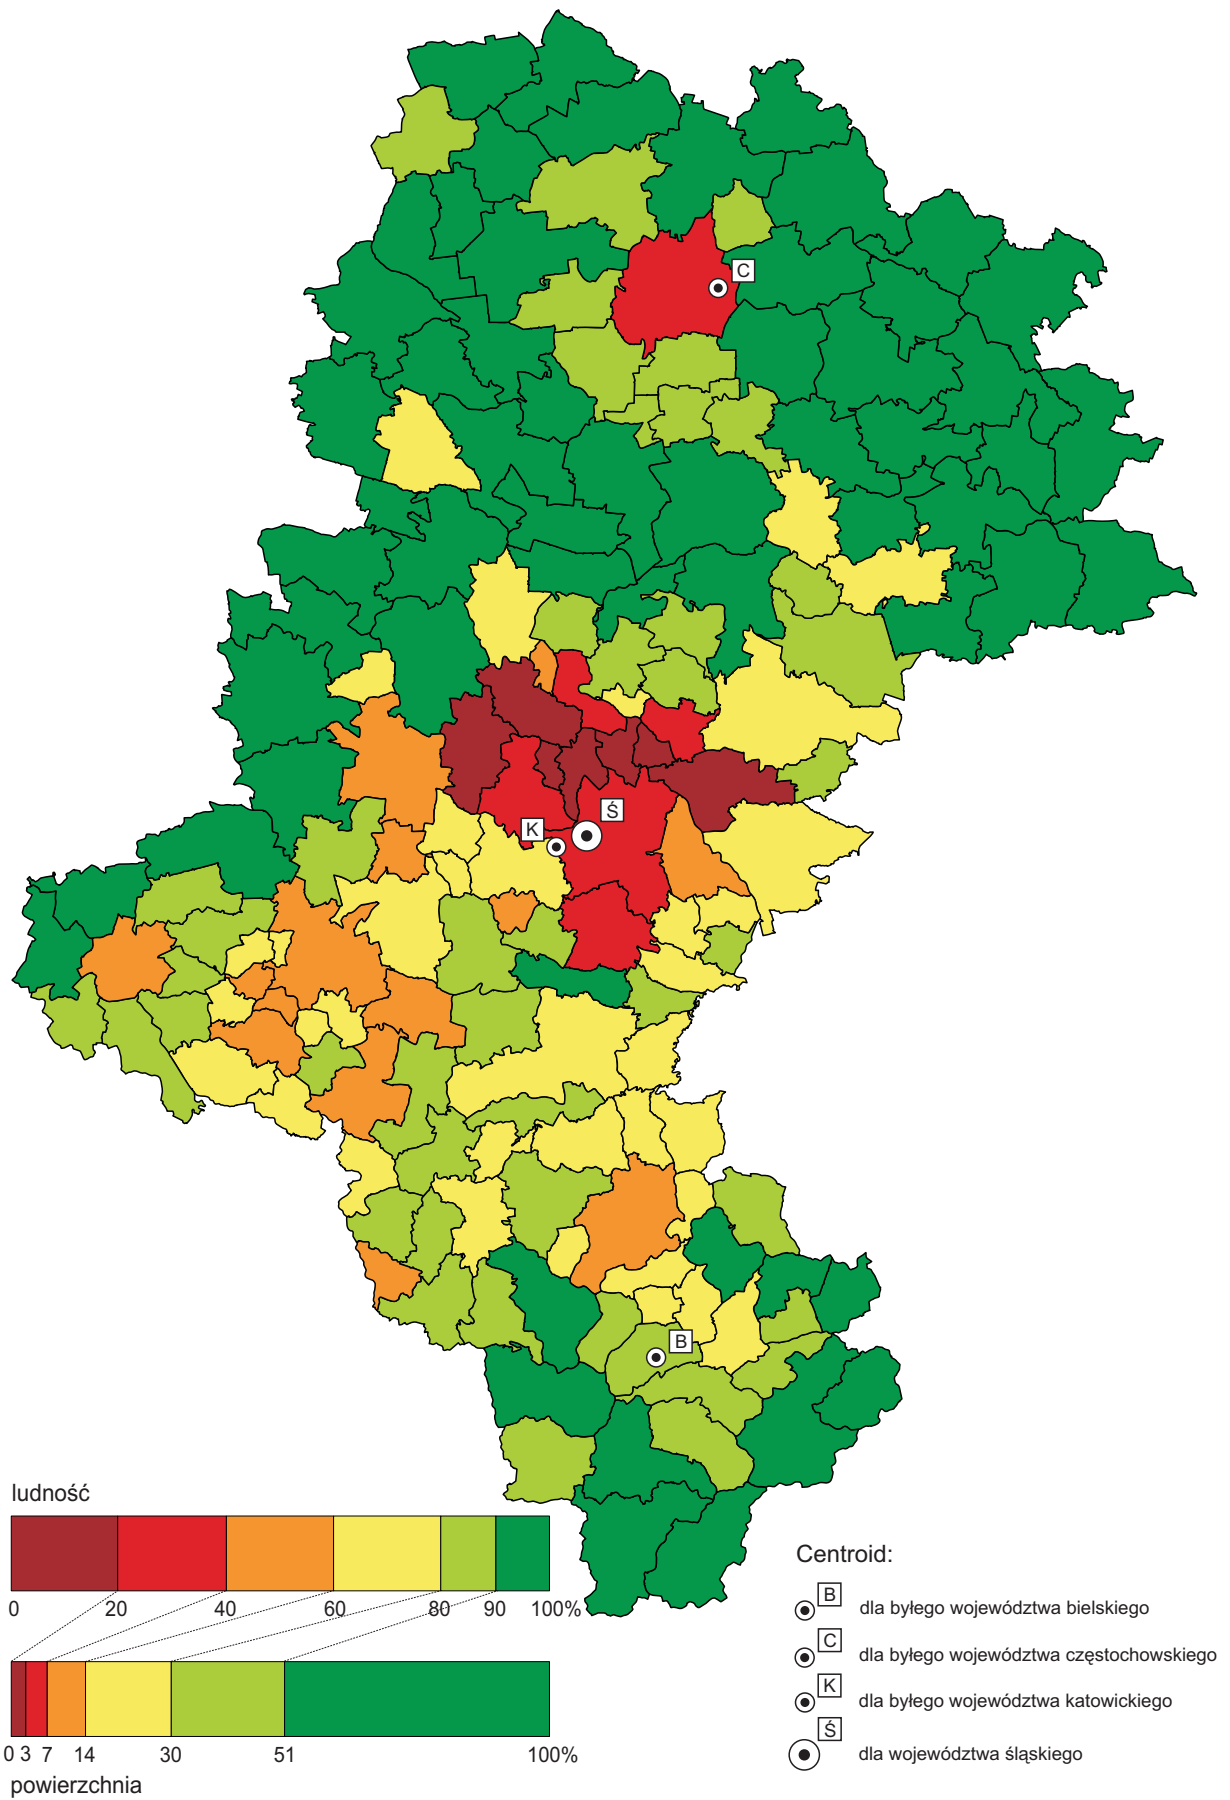 C
Ś
K
B
ludność
0 20 40 60 80 90 100%
0 3 7 14 30 51 100%
powierzchnia
Centroid:
B dla byłego województwa bielskiego
C dla byłego województwa częstochowskiego
K dla byłego województwa katowickiego
Ś dla województwa śląskiego